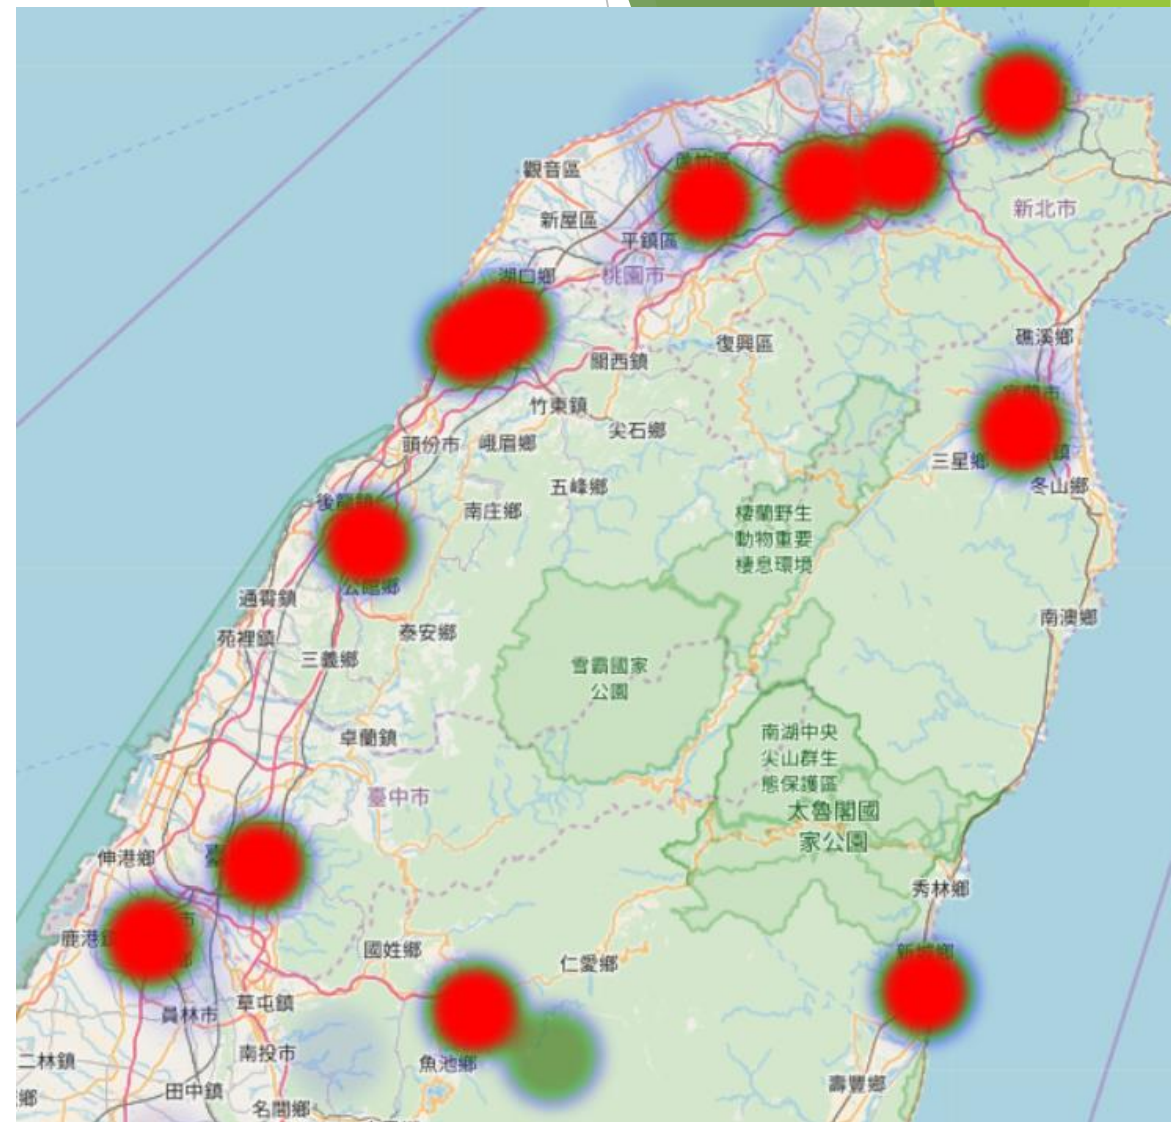 觀音區
新屋區
平鎮區
新北市
湖口鄉
桃園市
礁溪鄉
復興區
關西鎮
竹東鎮
尖石鄉
頭份市
峨眉鄉
三星鄉
冬山鄉
五峰鄉
南庄鄉
棲蘭野生
動物重要
棲息環境
公館鄉
通霄鎮
苑裡鎮
泰安鄉
三義鄉
南澳鄉
雪霸國家
公園
南湖中央
尖山群生
態保護區
卓蘭鎮
臺中市
太魯閣國
家公園
伸港鄉
秀林鄉
新城鄉
國姓鄉
仁愛鄉
草屯鎮
員林市
南投市
魚池鄉
二林鎮
田中鎮
名間鄉
壽豐鄉